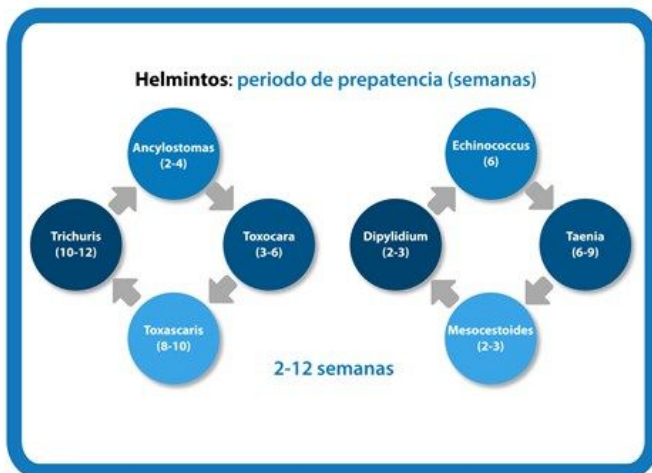 Helmintos: periodo de prepatencia (semanas)
Ancylostomas
(2-4)
Toxocara
(3-6)
Toxascaris
(8-10)
Trichuris
(10-12)
Echinococcus
(6)
Taenia
(6-9)
Mesocestoides
(2-3)
Dipylidium
(2-3)
2-12 semanas